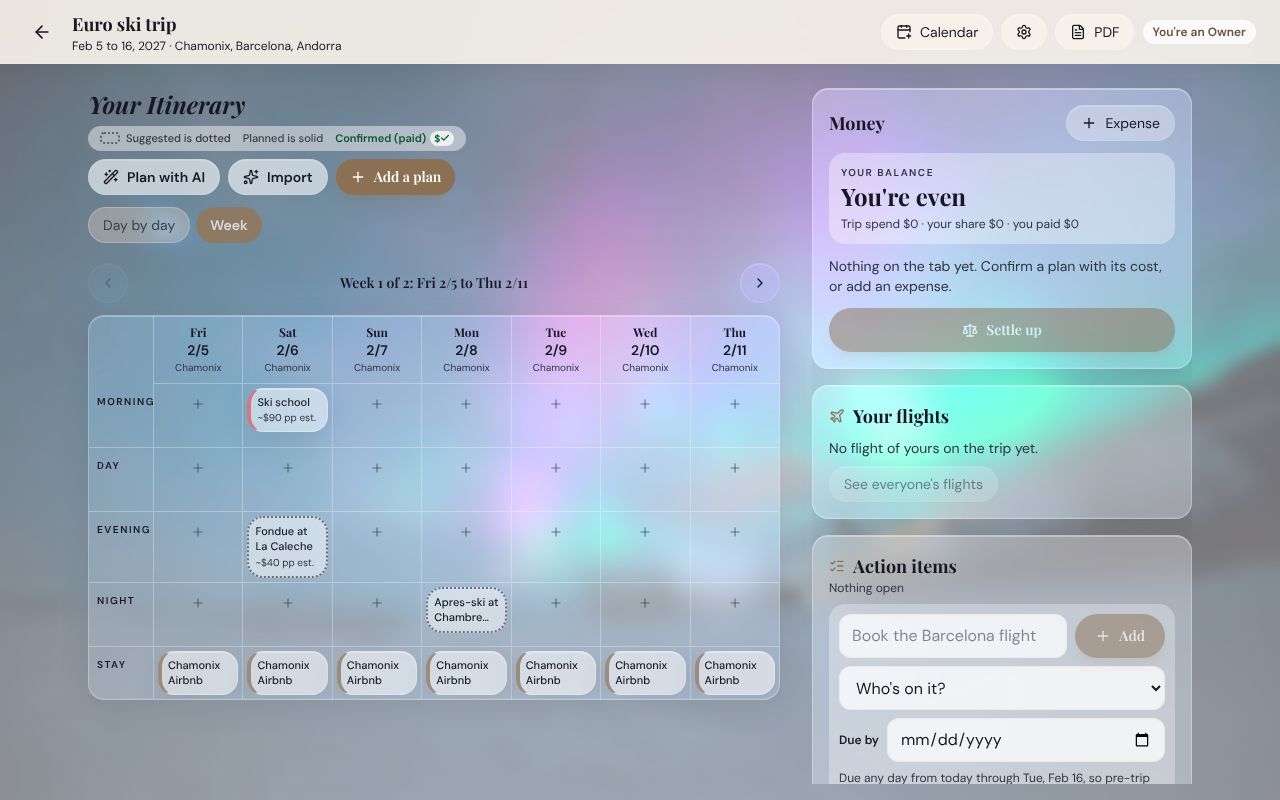 Euro ski trip
Feb 5 to 16, 2027 · Chamonix, Barcelona, Andorra
Calendar
PDF
You're an Owner
Your Itinerary
Suggested is dotted Planned is solid Confirmed (paid) $✓
Plan with AI
Import
+ Add a plan
Day by day
Week
Week 1 of 2: Fri 2/5 to Thu 2/11
Fri Sat Sun Mon Tue Wed Thu
2/5 2/6 2/7 2/8 2/9 2/10 2/11
Chamonix Chamonix Chamonix Chamonix Chamonix Chamonix Chamonix
MORNING
+ Ski school + + + + +
~$90 pp est.
DAY
+ + + + + + +
EVENING
+ Fondue at + + + + +
La Caleche
~$40 pp est.
NIGHT
+ + + Apres-ski at + + +
Chambre…
STAY
Chamonix Chamonix Chamonix Chamonix Chamonix Chamonix Chamonix
Airbnb Airbnb Airbnb Airbnb Airbnb Airbnb Airbnb
Money
+ Expense
YOUR BALANCE
You're even
Trip spend $0 · your share $0 · you paid $0
Nothing on the tab yet. Confirm a plan with its cost,
or add an expense.
Settle up
Your flights
No flight of yours on the trip yet.
See everyone's flights
Action items
Nothing open
Book the Barcelona flight
+ Add
Who's on it?
Due by mm/dd/yyyy
Due any day from today through Tue, Feb 16, so pre-trip